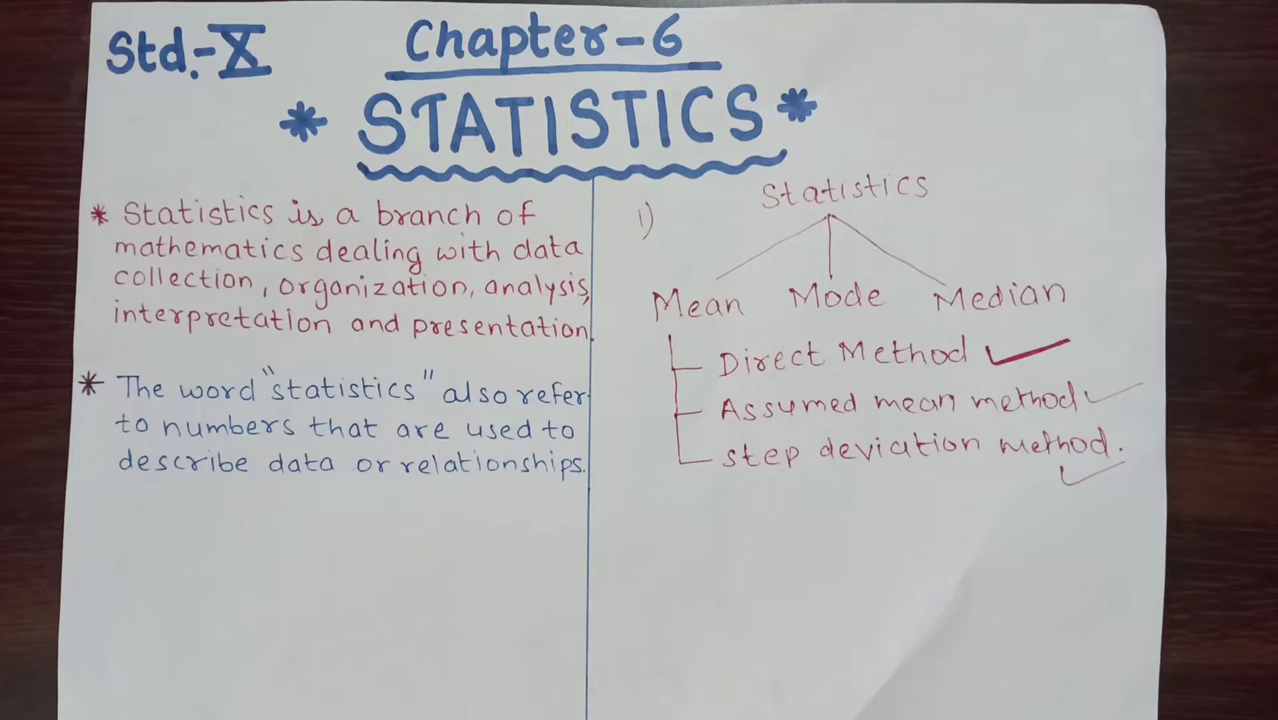 Std.-X
Chapter-6
* STATISTICS *
* Statistics is a branch of
mathematics dealing with data
collection, organization, analysis,
interpretation and presentation.
* The word "statistics" also refer
to numbers that are used to
describe data or relationships.
1)
Statistics
Mean Mode Median
Direct Method ✓
Assumed mean method ✓
step deviation method. ✓